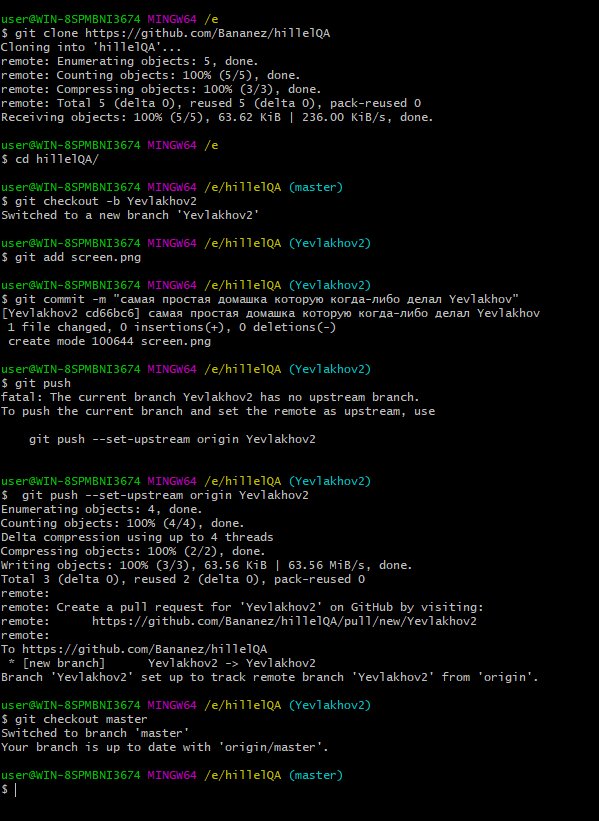 user@WIN-8SPMBNI3674 MINGW64 /e
$ git clone https://github.com/Bananez/hillelQA
Cloning into 'hillelQA'...
remote: Enumerating objects: 5, done.
remote: Counting objects: 100% (5/5), done.
remote: Compressing objects: 100% (3/3), done.
remote: Total 5 (delta 0), reused 5 (delta 0), pack-reused 0
Receiving objects: 100% (5/5), 63.62 KiB | 236.00 KiB/s, done.
user@WIN-8SPMBNI3674 MINGW64 /e
$ cd hillelQA/
user@WIN-8SPMBNI3674 MINGW64 /e/hillelQA (master)
$ git checkout -b Yevlakhov2
Switched to a new branch 'Yevlakhov2'
user@WIN-8SPMBNI3674 MINGW64 /e/hillelQA (Yevlakhov2)
$ git add screen.png
user@WIN-8SPMBNI3674 MINGW64 /e/hillelQA (Yevlakhov2)
$ git commit -m "самая простая домашка которую когда-либо делал Yevlakhov"
[Yevlakhov2 cd66bc6] самая простая домашка которую когда-либо делал Yevlakhov
 1 file changed, 0 insertions(+), 0 deletions(-)
 create mode 100644 screen.png
user@WIN-8SPMBNI3674 MINGW64 /e/hillelQA (Yevlakhov2)
$ git push
fatal: The current branch Yevlakhov2 has no upstream branch.
To push the current branch and set the remote as upstream, use
    git push --set-upstream origin Yevlakhov2
user@WIN-8SPMBNI3674 MINGW64 /e/hillelQA (Yevlakhov2)
$  git push --set-upstream origin Yevlakhov2
Enumerating objects: 4, done.
Counting objects: 100% (4/4), done.
Delta compression using up to 4 threads
Compressing objects: 100% (2/2), done.
Writing objects: 100% (3/3), 63.56 KiB | 63.56 MiB/s, done.
Total 3 (delta 0), reused 2 (delta 0), pack-reused 0
remote:
remote: Create a pull request for 'Yevlakhov2' on GitHub by visiting:
remote:      https://github.com/Bananez/hillelQA/pull/new/Yevlakhov2
remote:
To https://github.com/Bananez/hillelQA
 * [new branch]      Yevlakhov2 -> Yevlakhov2
Branch 'Yevlakhov2' set up to track remote branch 'Yevlakhov2' from 'origin'.
user@WIN-8SPMBNI3674 MINGW64 /e/hillelQA (Yevlakhov2)
$ git checkout master
Switched to branch 'master'
Your branch is up to date with 'origin/master'.
user@WIN-8SPMBNI3674 MINGW64 /e/hillelQA (master)
$